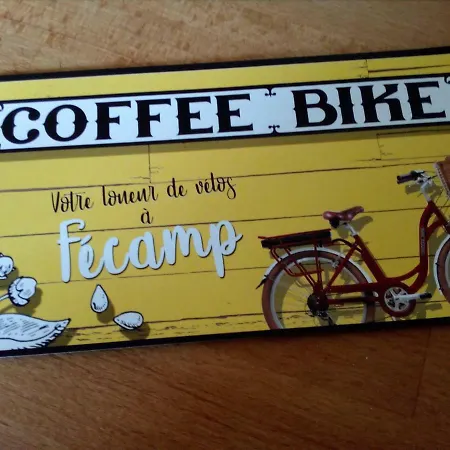 COFFEE BIKE
Votre loueur de vélos
à
Fécamp